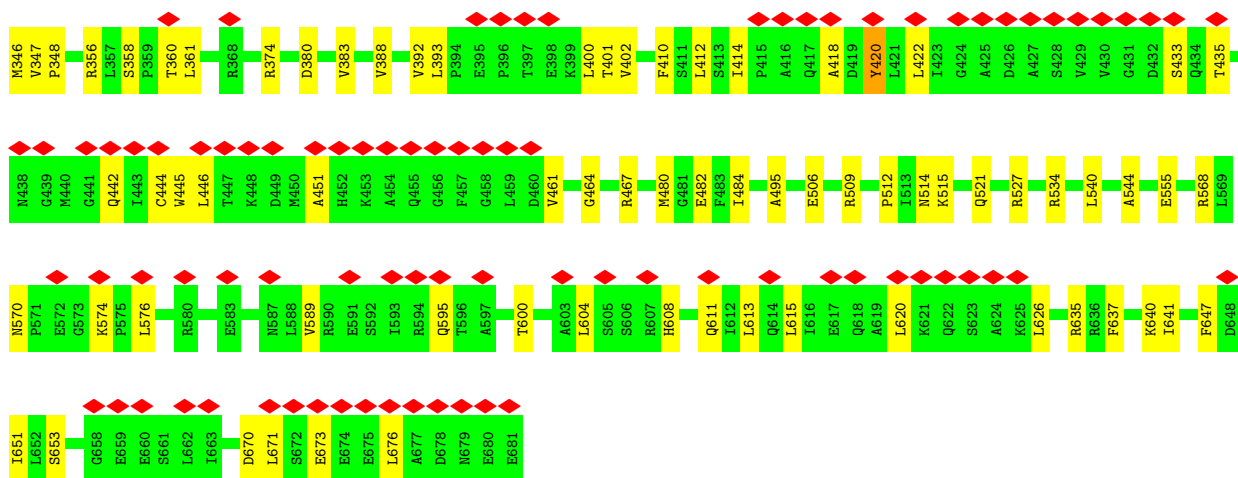 M346 V347 P348 R356 L357 S358 P359 T360 L361 R368 R374 D380 V383 V388 V392 L393 P394 E395 P396 T397 E398 K399 L400 T401 V402 F410 S411 L412 S413 I414 P415 A416 Q417 A418 D419 Y420 L421 L422 I423 G424 A425 D426 A427 S428 V429 V430 G431 D432 S433 Q434 T435
N438 G439 M440 G441 Q442 I443 C444 W445 L446 T447 K448 D449 M450 A451 H452 K453 A454 Q455 G456 F457 G458 L459 D460 V461 G464 R467 M480 G481 E482 F483 I484 A495 E506 R509 P512 I513 N514 K515 Q521 R527 R534 L540 A544 E555 R568 L569
N570 P571 E572 G573 K574 P575 L576 R580 E583 N587 L588 V589 R590 E591 S592 I593 R594 Q595 T596 A597 T600 A603 L604 S605 S606 R607 H608 Q611 I612 L613 Q614 L615 I616 E617 Q618 A619 L620 K621 Q622 S623 A624 K625 L626 R635 R636 F637 K640 I641 F647 D648
I651 L652 S653 G658 E659 E660 S661 L662 I663 D670 L671 S672 E673 E674 E675 L676 A677 D678 N679 E680 E681